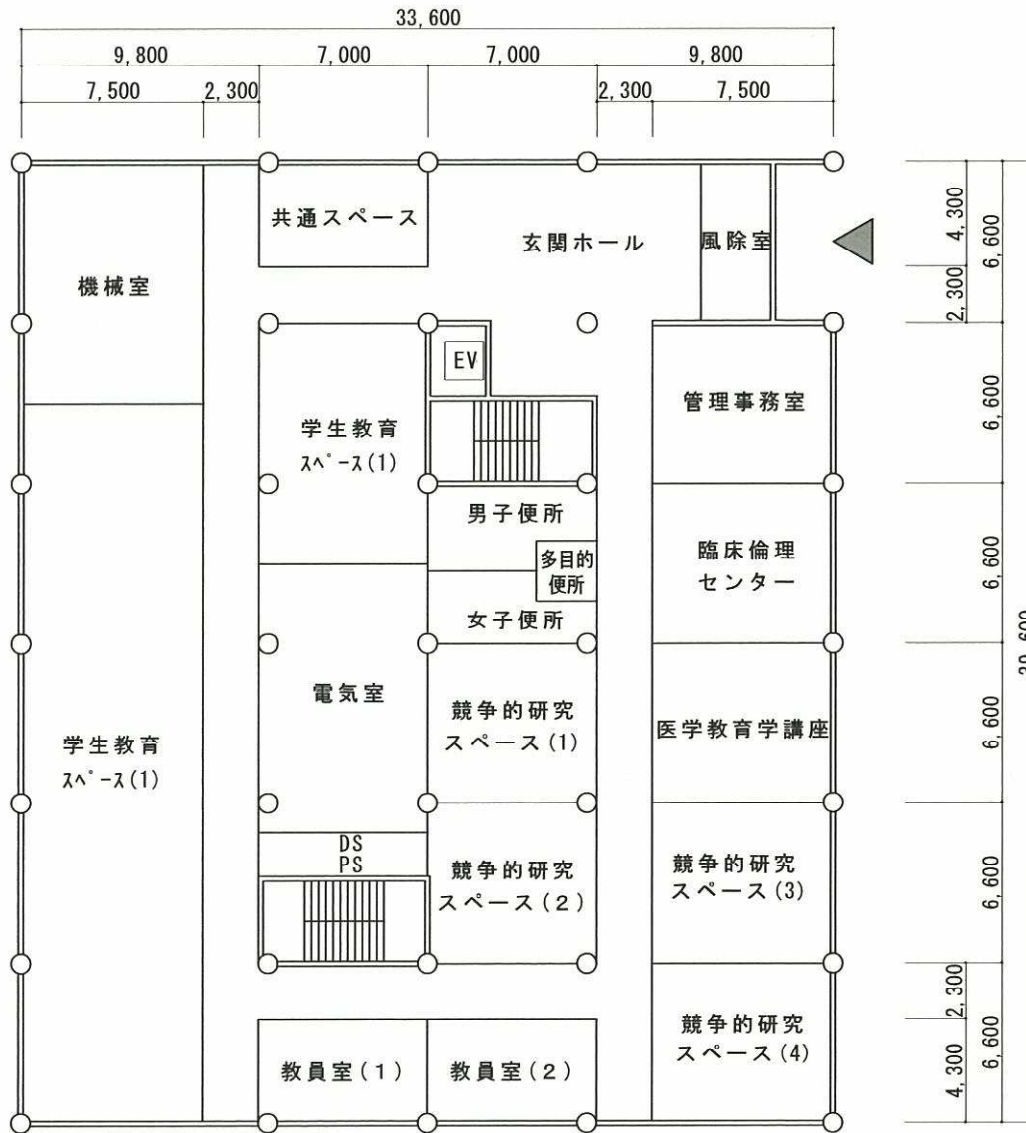 33,600
9,800 7,000 7,000 9,800
7,500 2,300 2,300 7,500
共通スペース
玄関ホール
風除室
機械室
4,300
2,300
6,600
EV
管理事務室
学生教育
ｽﾍﾟｰｽ(1)
6,600
男子便所
多目的
便所
女子便所
臨床倫理
センター
6,600
電気室
競争的研究
スペース(1)
医学教育学講座
6,600
学生教育
ｽﾍﾟｰｽ(1)
DS
PS
競争的研究
スペース(2)
競争的研究
スペース(3)
6,600
教員室(1)
教員室(2)
競争的研究
スペース(4)
2,300
4,300
6,600